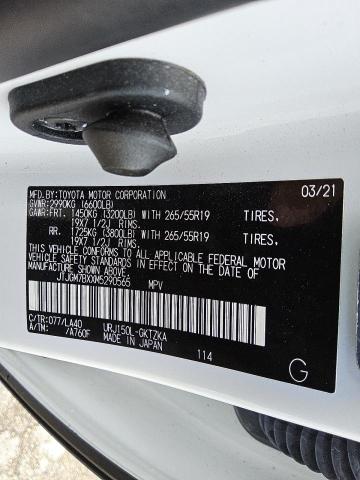 MFD.BY:TOYOTA MOTOR CORPORATION 03/21
GVWR:2990KG (6600LB)
GAWR:FRT. 1450KG (3200LB) WITH 265/55R19 TIRES,
19X7 1/2J RIMS
RR. 1725KG (3800LB) WITH 265/55R19 TIRES,
19X7 1/2J RIMS
THIS VEHICLE CONFORMS TO ALL APPLICABLE FEDERAL MOTOR
VEHICLE SAFETY STANDARDS IN EFFECT ON THE DATE OF
MANUFACTURE SHOWN ABOVE.
JTJGM7BXXM5290565 MPV
C/TR:077/LA40 URJ150L-GKTZKA
A/TM: /A760F MADE IN JAPAN
114
G